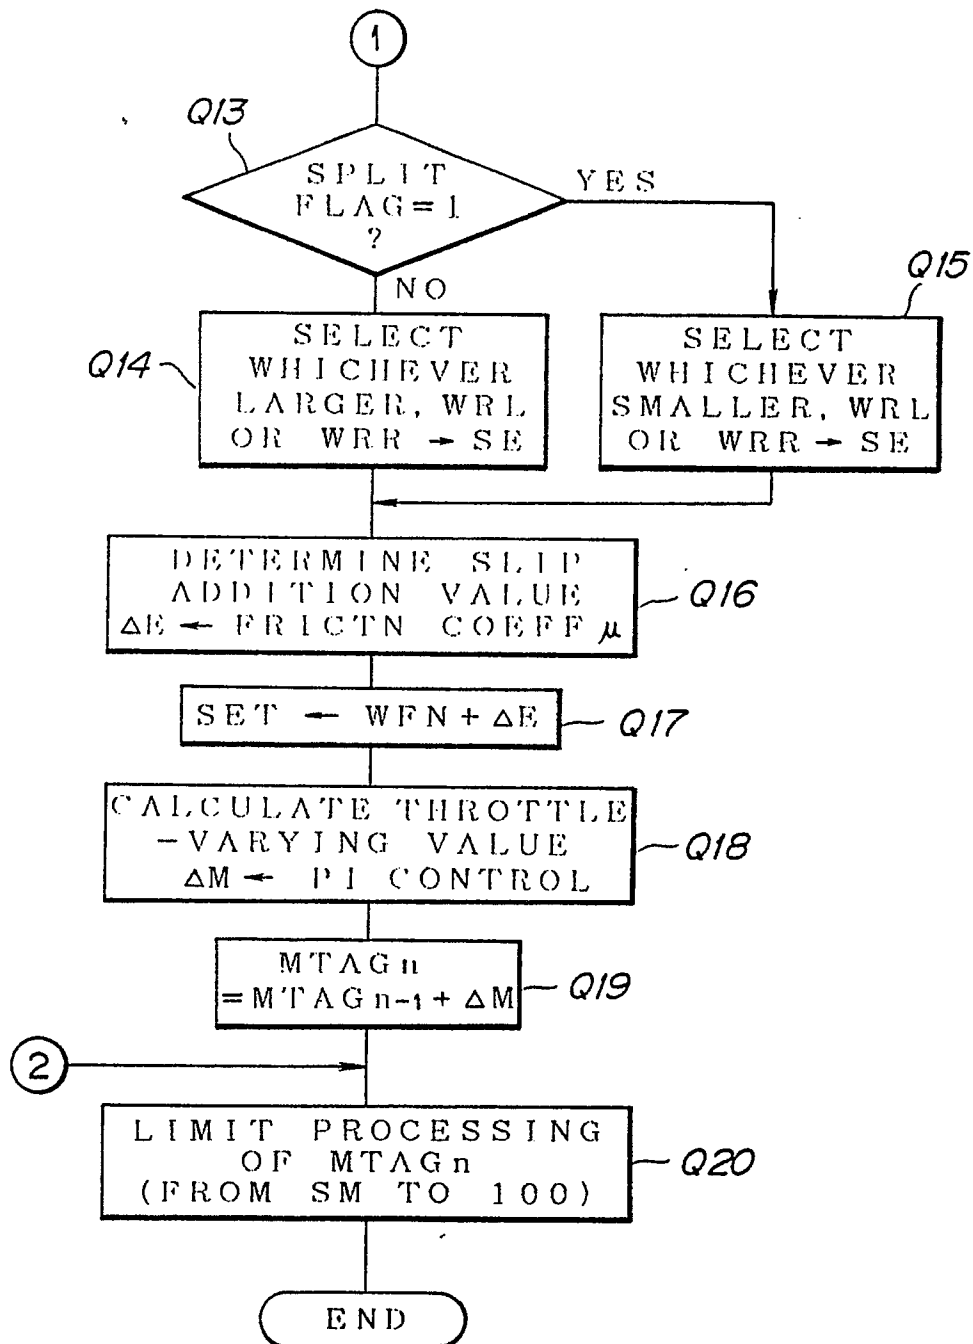 1
Q13
SPLIT
FLAG=1
?
YES
NO
Q15
Q14
SELECT
WHICHEVER
LARGER, WRL
OR WRR → SE
SELECT
WHICHEVER
SMALLER, WRL
OR WRR → SE
DETERMINE SLIP
ADDITION VALUE
ΔE ← FRICTN COEFF μ
Q16
SET ← WFN + ΔE
Q17
CALCULATE THROTTLE
-VARYING VALUE
ΔM ← PI CONTROL
Q18
MTAGn
=MTAGn-1 + ΔM
Q19
2
LIMIT PROCESSING
OF MTAGn
(FROM SM TO 100)
Q20
END